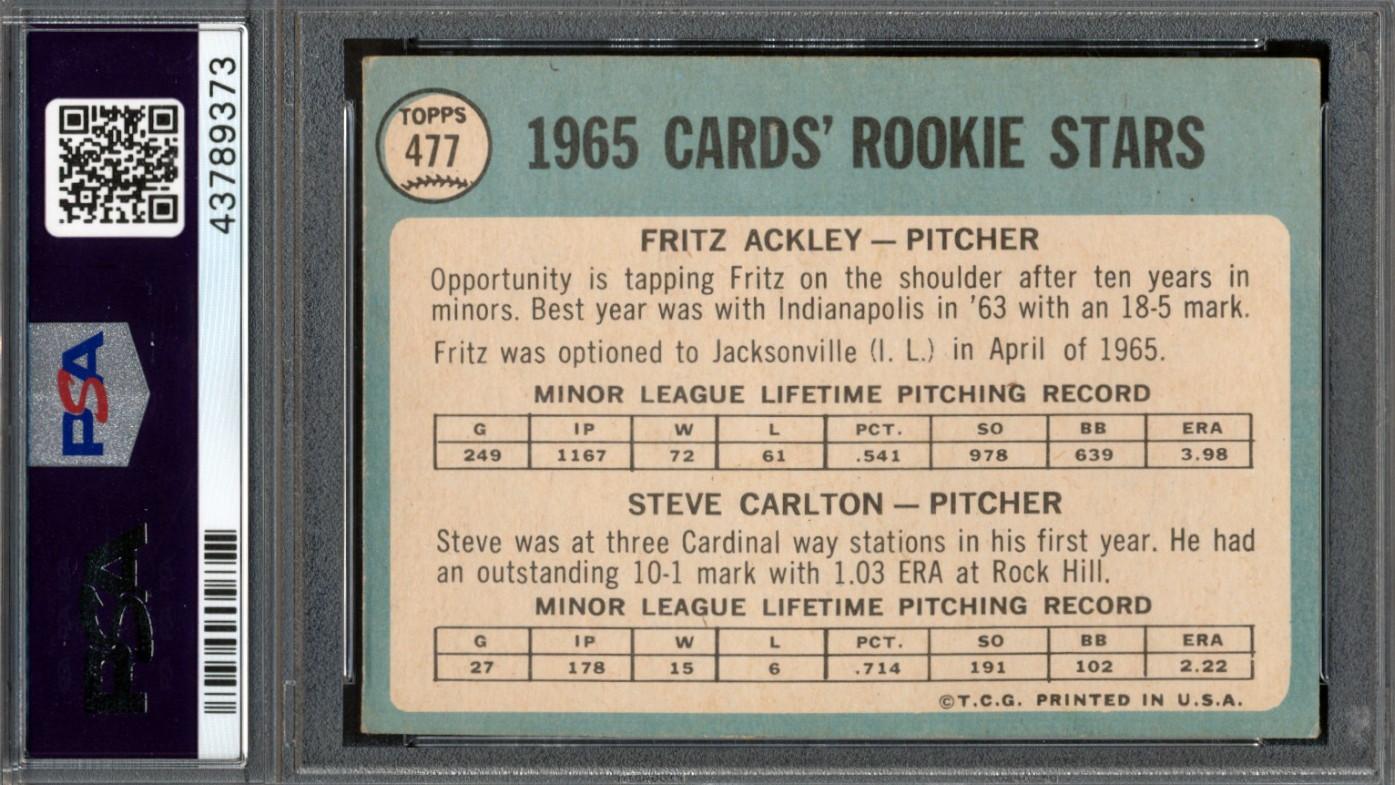 43789373
PSA
PSA
TOPPS
477
1965 CARDS' ROOKIE STARS
FRITZ ACKLEY — PITCHER
Opportunity is tapping Fritz on the shoulder after ten years in
minors. Best year was with Indianapolis in '63 with an 18-5 mark.
Fritz was optioned to Jacksonville (I. L.) in April of 1965.
MINOR LEAGUE LIFETIME PITCHING RECORD
G IP W L PCT. SO BB ERA
249 1167 72 61 .541 978 639 3.98
STEVE CARLTON — PITCHER
Steve was at three Cardinal way stations in his first year. He had
an outstanding 10-1 mark with 1.03 ERA at Rock Hill.
MINOR LEAGUE LIFETIME PITCHING RECORD
G IP W L PCT. SO BB ERA
27 178 15 6 .714 191 102 2.22
©T.C.G. PRINTED IN U.S.A.